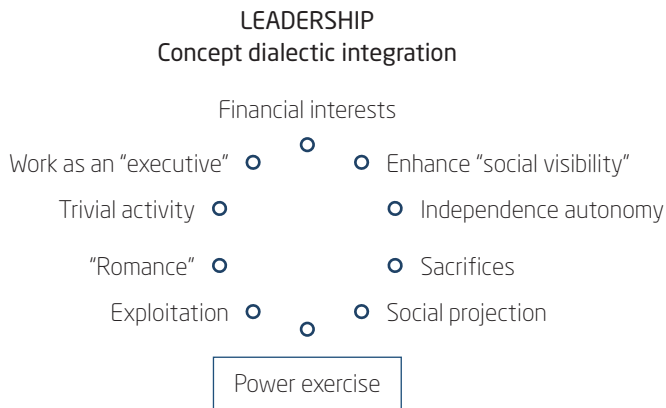 LEADERSHIP
Concept dialectic integration
Financial interests
Work as an “executive”
Enhance “social visibility”
Trivial activity
Independence autonomy
“Romance”
Sacrifices
Exploitation
Social projection
Power exercise